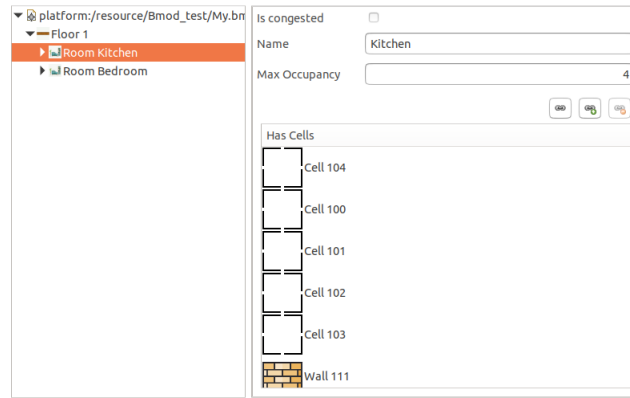 platform:/resource/Bmod_test/My.bm
Floor 1
Room Kitchen
Room Bedroom
Is congested
Name
Kitchen
Max Occupancy
4
Has Cells
Cell 104
Cell 100
Cell 101
Cell 102
Cell 103
Wall 111